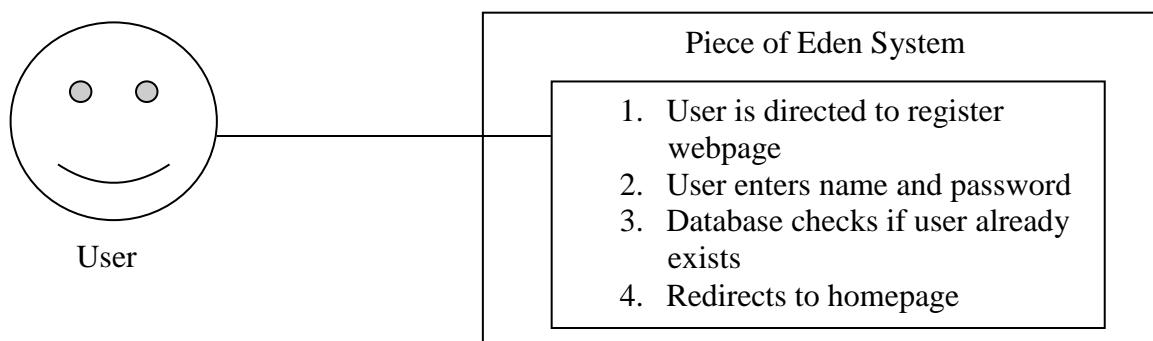 Piece of Eden System
1. User is directed to register
webpage
2. User enters name and password
3. Database checks if user already
exists
4. Redirects to homepage
User